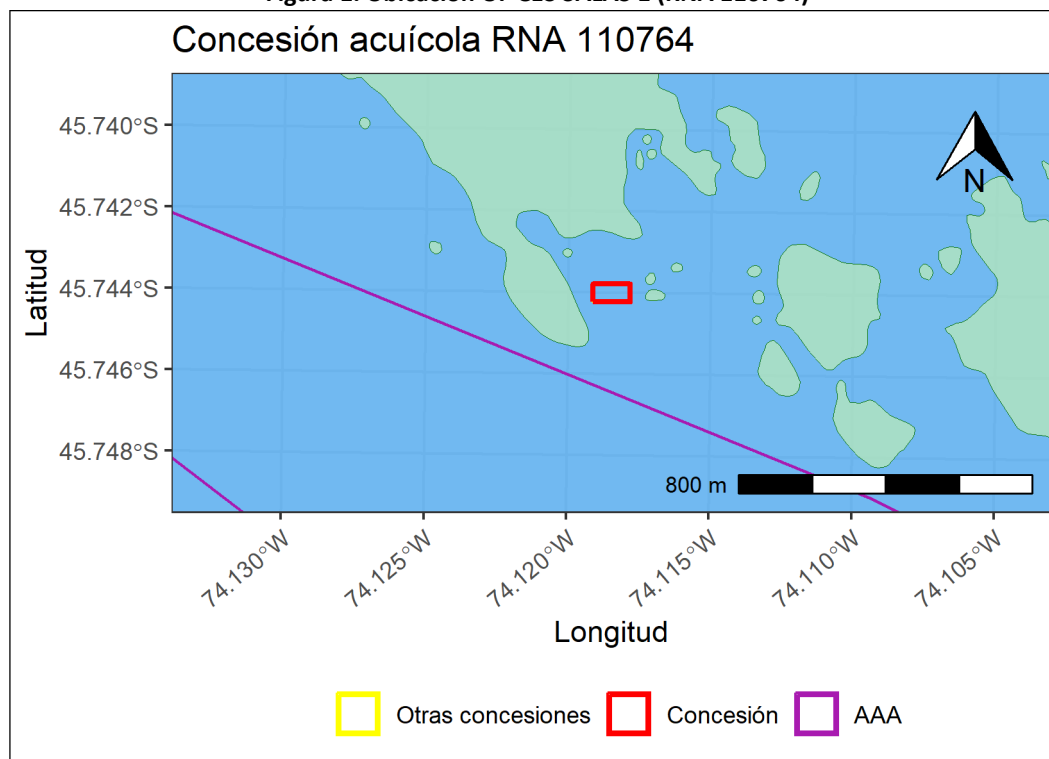 Concesión acuícola RNA 110764
45.740°S
45.742°S
45.744°S
45.746°S
45.748°S
Latitud
N
800 m
74.130°W
74.125°W
74.120°W
74.115°W
74.110°W
74.105°W
Longitud
Otras concesiones
Concesión
AAA